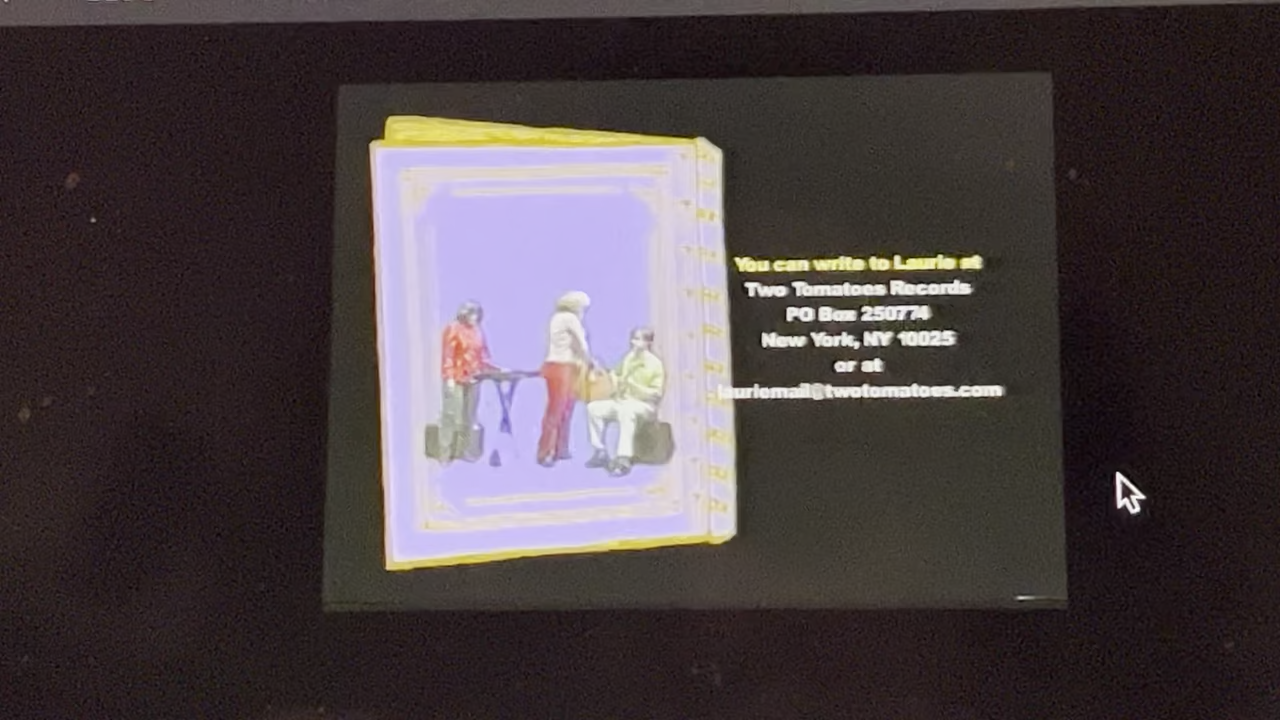 You can write to Laurie at
Two Tomatoes Records
PO Box 250774
New York, NY 10025
or at
lauriemail@twotomatoes.com